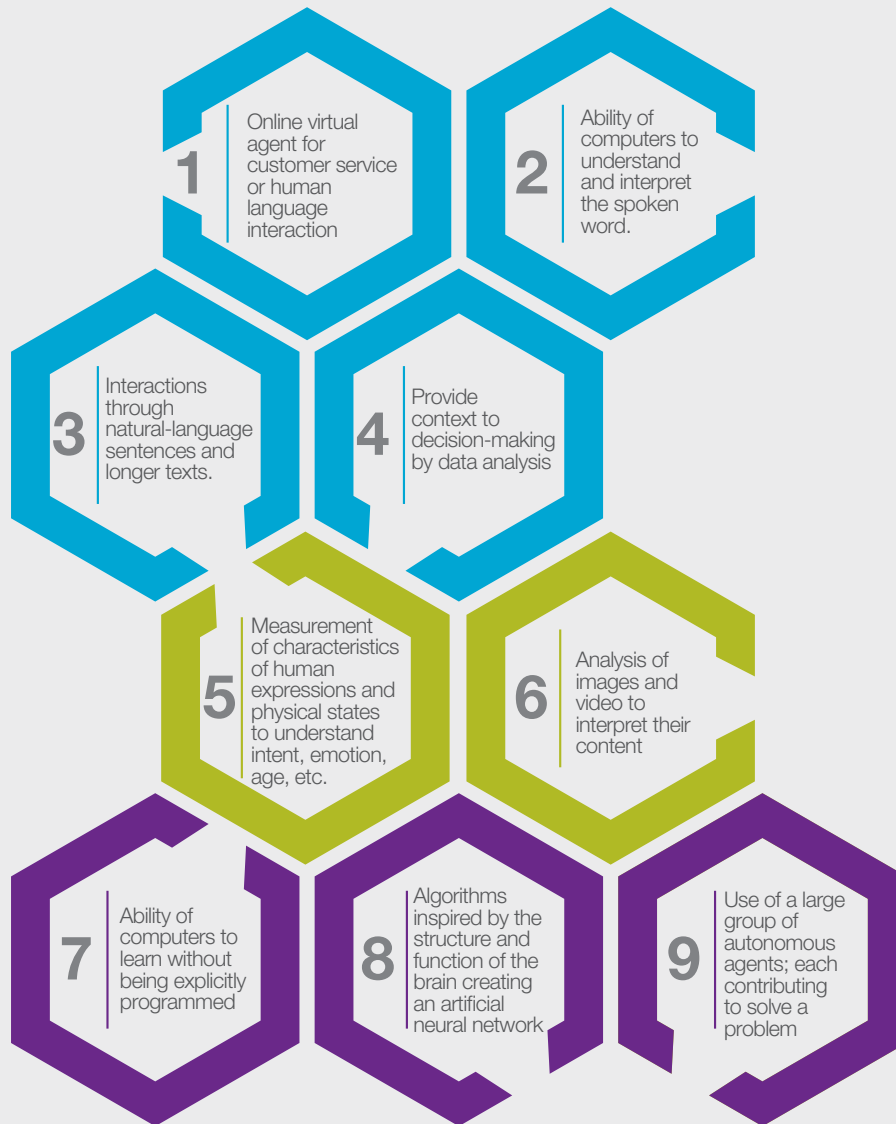 1
Online virtual
agent for
customer service
or human
language
interaction
2
Ability of
computers to
understand
and interpret
the spoken
word.
3
Interactions
through
natural-language
sentences and
longer texts.
4
Provide
context to
decision-making
by data analysis
5
Measurement
of characteristics
of human
expressions and
physical states
to understand
intent, emotion,
age, etc.
6
Analysis of
images and
video to
interpret their
content
7
Ability of
computers to
learn without
being explicitly
programmed
8
Algorithms
inspired by the
structure and
function of the
brain creating
an artificial
neural network
9
Use of a large
group of
autonomous
agents; each
contributing
to solve a
problem